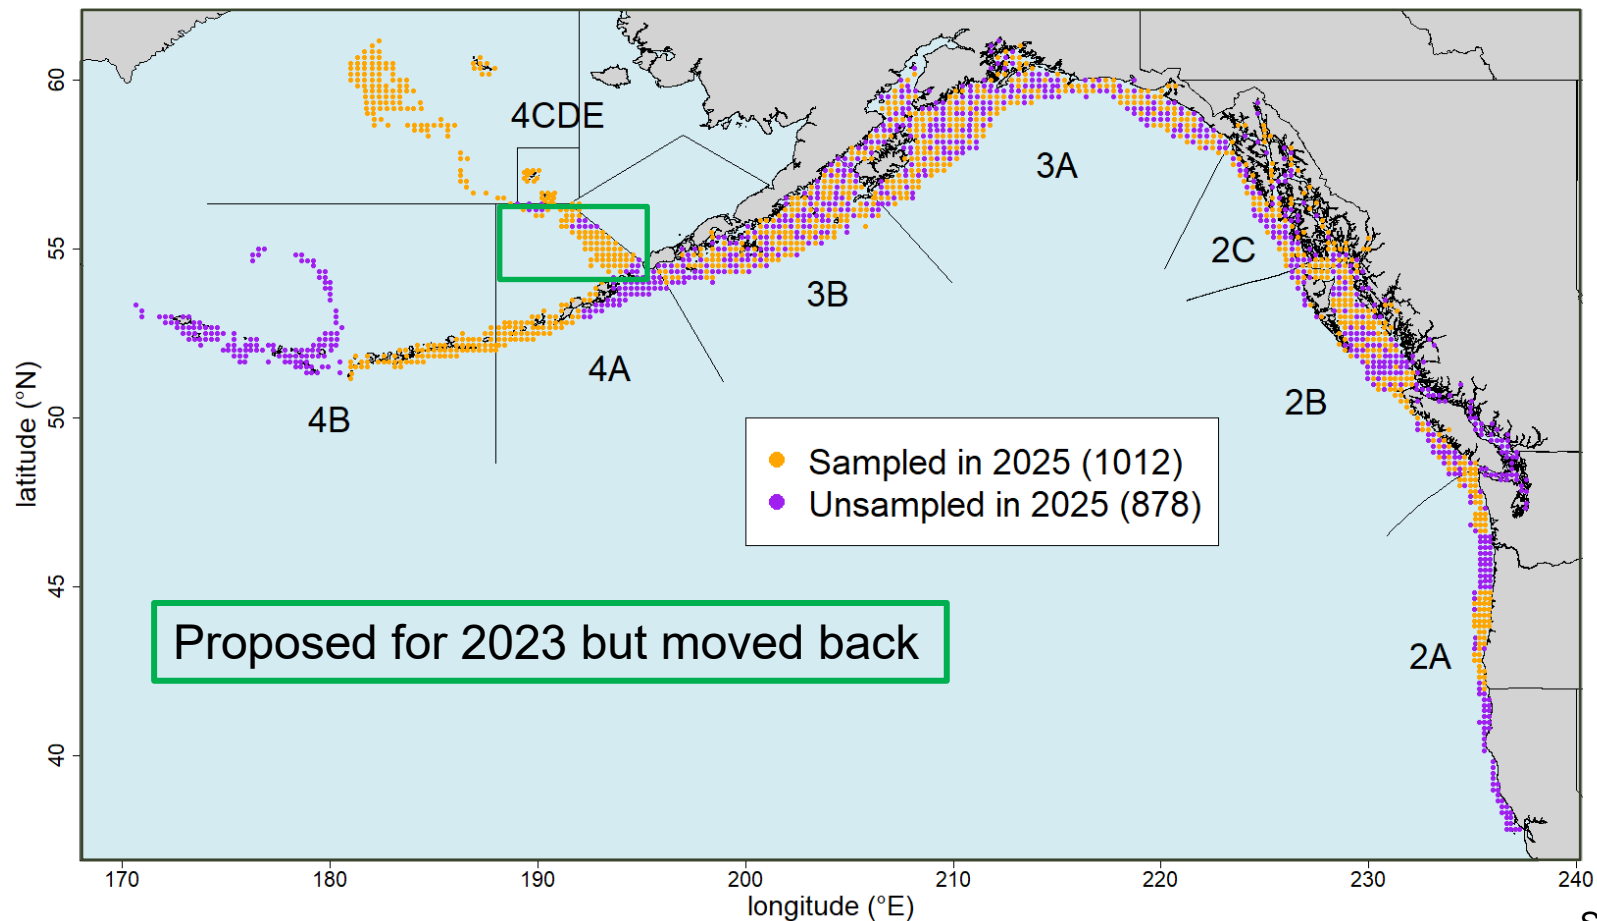 60
55
50
45
40
latitude (°N)
4CDE
3A
2C
3B
4A
2B
4B
Sampled in 2025 (1012)
Unsampled in 2025 (878)
Proposed for 2023 but moved back
2A
170
180
190
200
210
220
230
240
longitude (°E)